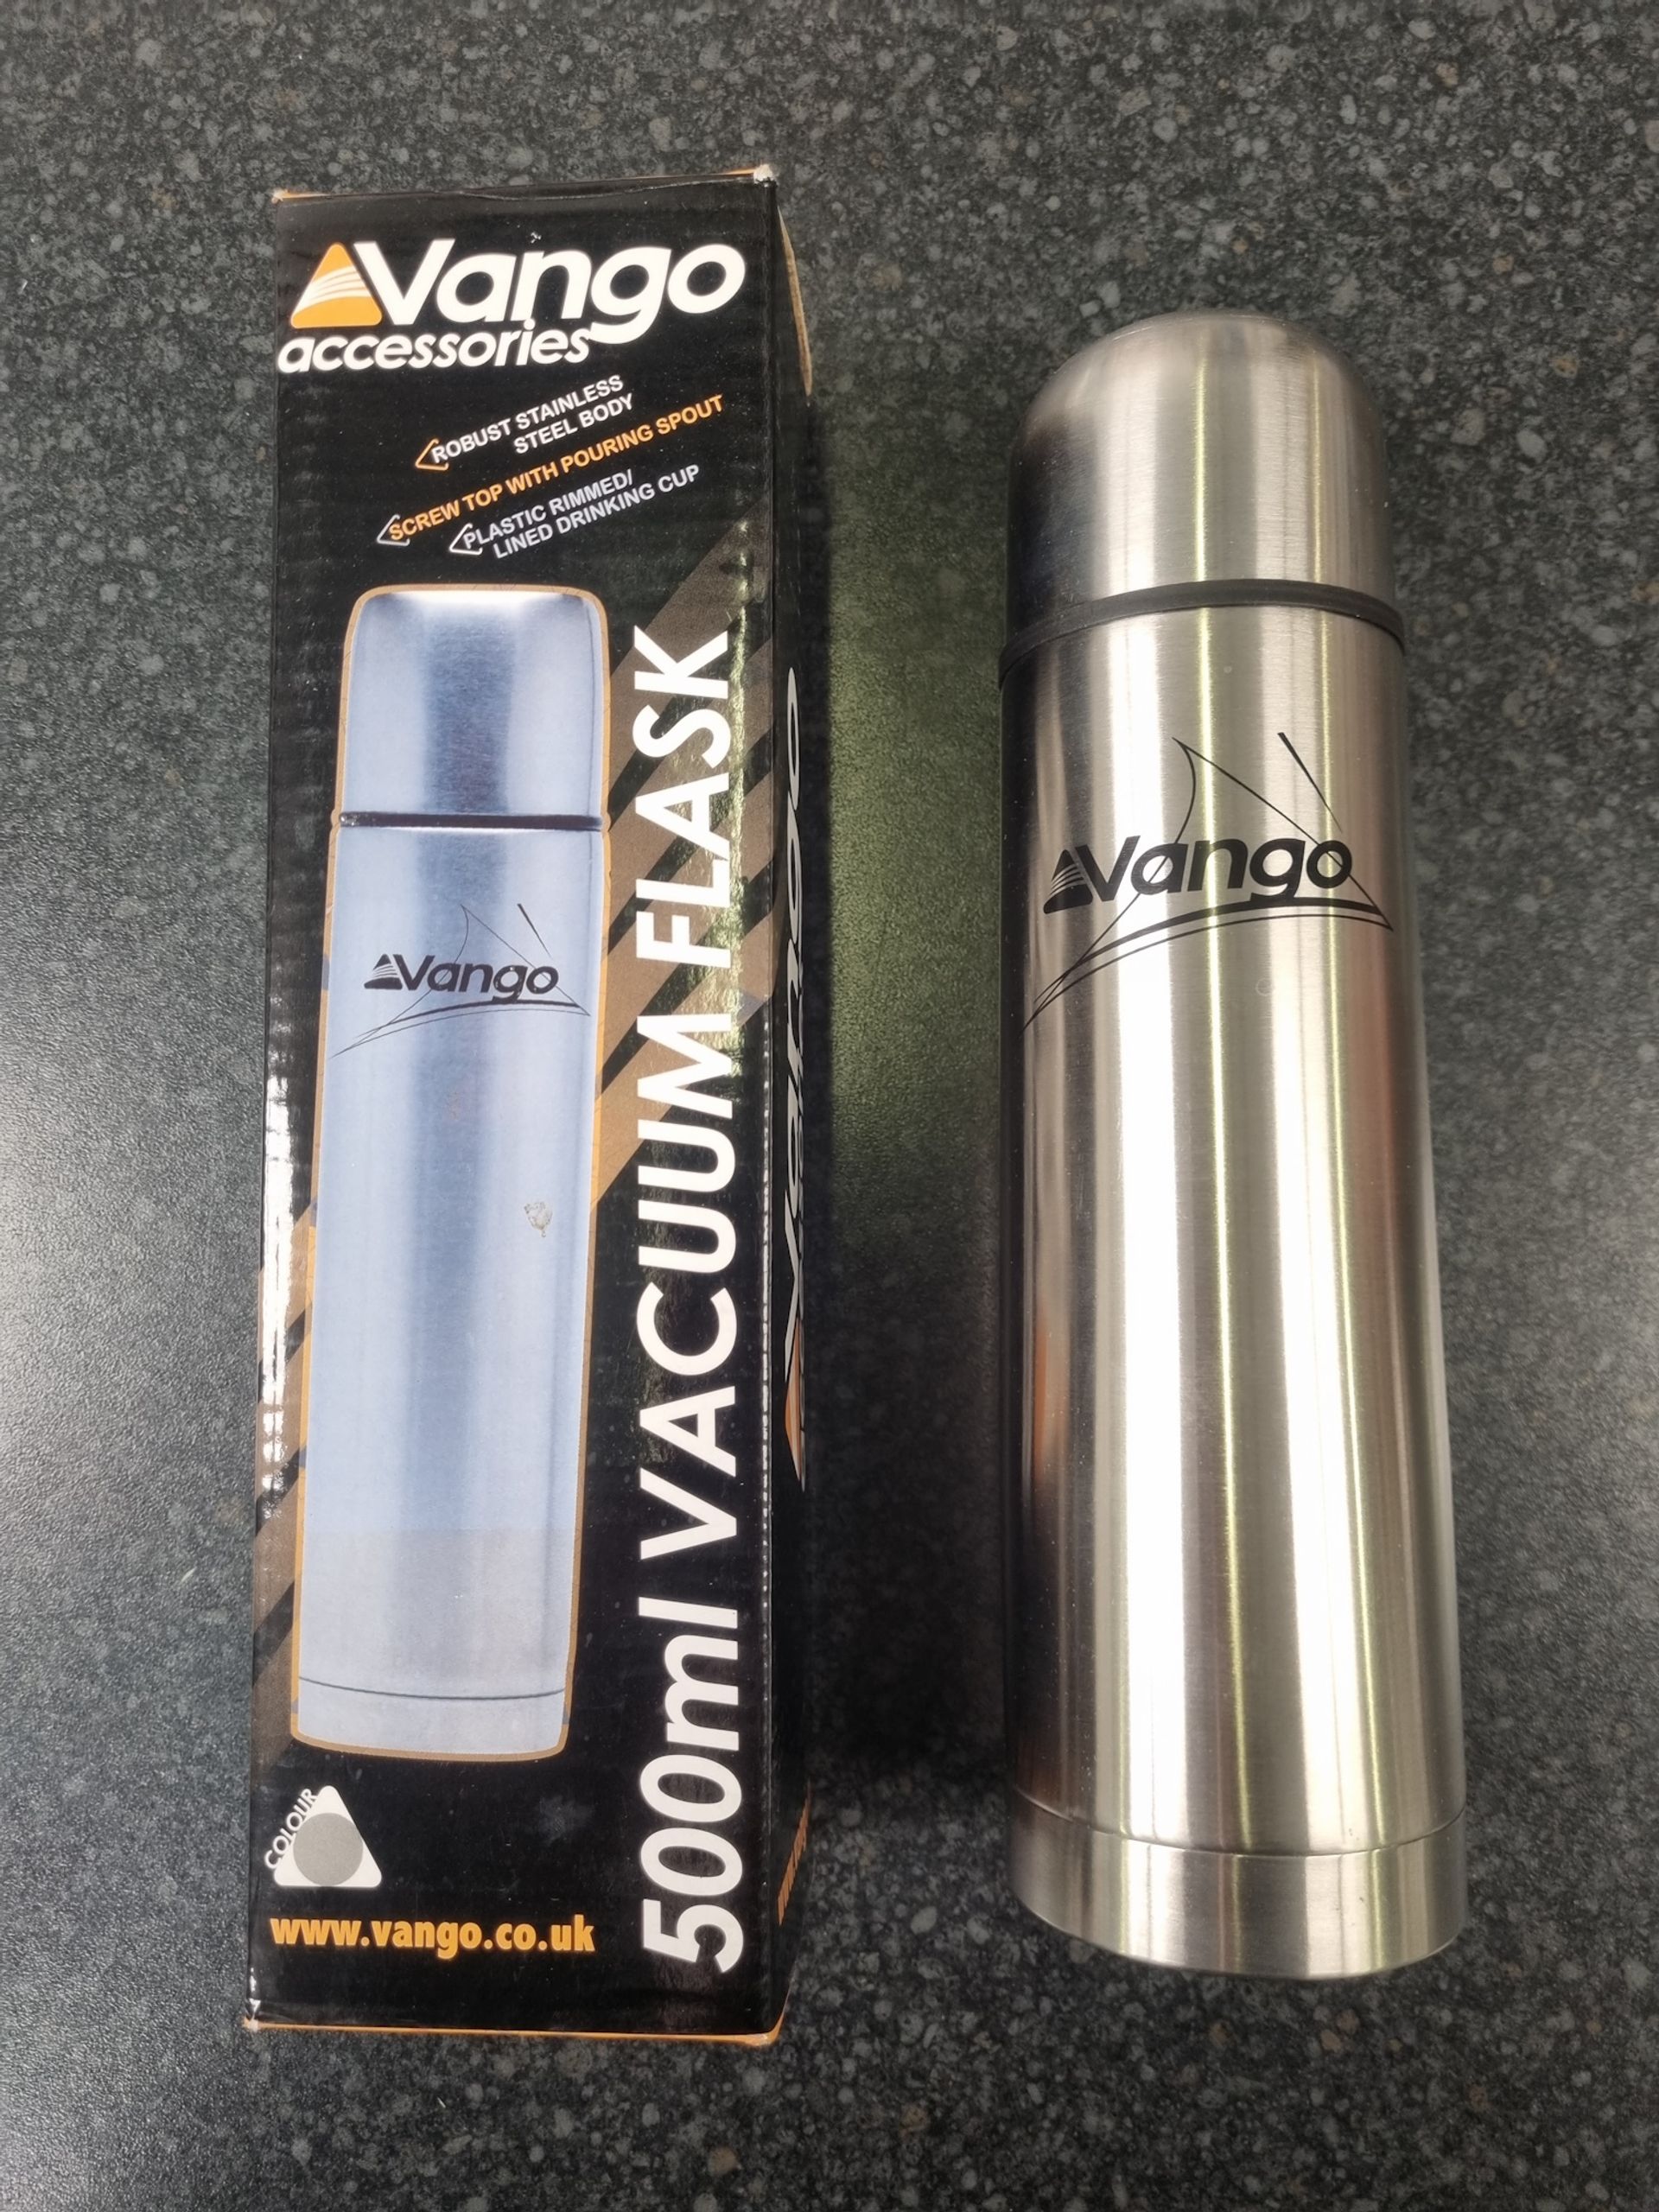 Vango
accessories
ROBUST STAINLESS
STEEL BODY
SCREW TOP WITH POURING SPOUT
PLASTIC RIMMED/
LINED DRINKING CUP
Vango
500ml VACUUM FLASK
COLOUR
www.vango.co.uk
Vango
Vango